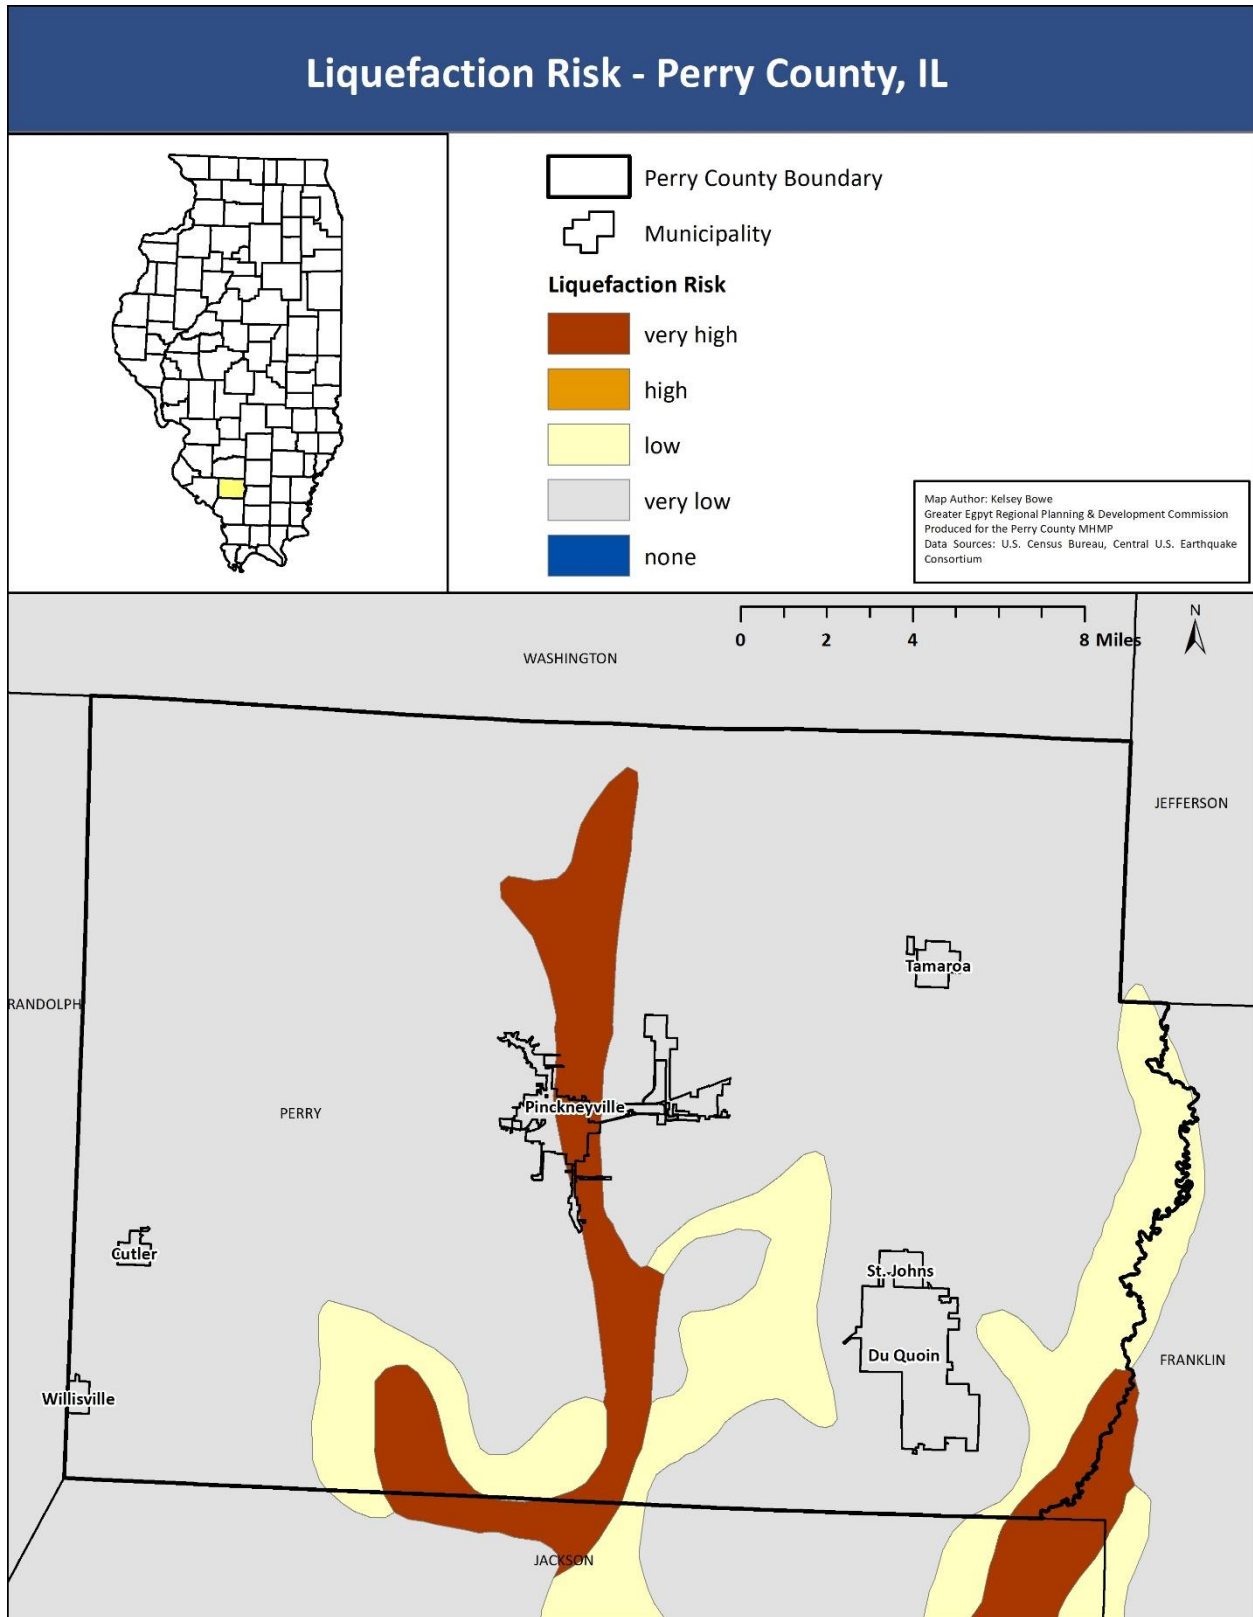 Liquefaction Risk - Perry County, IL
Perry County Boundary
Municipality
Liquefaction Risk
very high
high
low
very low
none
Map Author: Kelsey Bowe
Greater Egpyt Regional Planning & Development Commission
Produced for the Perry County MHMP
Data Sources: U.S. Census Bureau, Central U.S. Earthquake
Consortium
0 2 4 8 Miles
N
WASHINGTON
JEFFERSON
Tamaroa
RANDOLPH
PERRY
Pinckneyville
Cutler
St. Johns
Du Quoin
FRANKLIN
Willisville
JACKSON